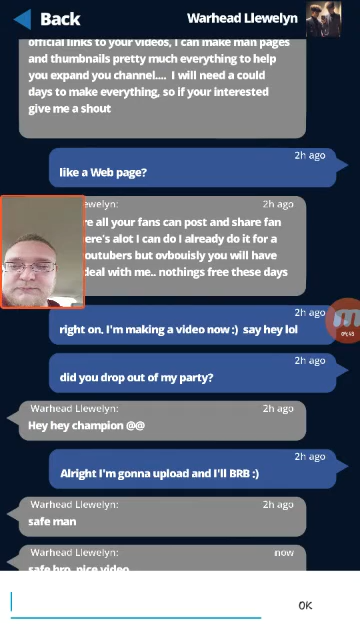 Back
Warhead Llewelyn
official links to your videos, I can make man pages
and thumbnails pretty much everything to help
you expand you channel.... I will need a could
days to make everything, so if your interested
give me a shout
2h ago
like a Web page?
ewelyn:
2h ago
re all your fans can post and share fan
ere's alot I can do I already do it for a
outubers but ovbouisly you will have
deal with me.. nothings free these days
2h ago
right on, I'm making a video now :) say hey lol
2h ago
did you drop out of my party?
Warhead Llewelyn:
2h ago
Hey hey champion @@
2h ago
Alright I'm gonna upload and I'll BRB :)
Warhead Llewelyn:
2h ago
safe man
Warhead Llewelyn:
now
safe bro, nice video
OK